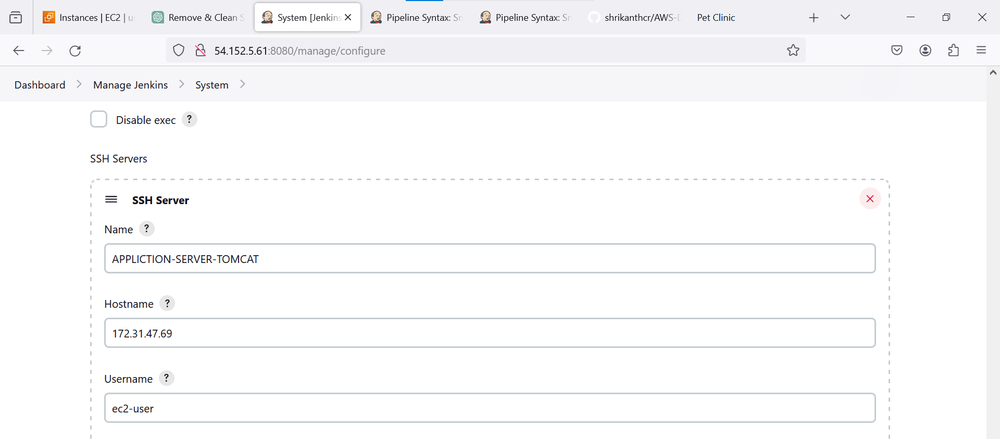 Instances | EC2 | us
Remove & Clean S
System [Jenkins
Pipeline Syntax: Sn
Pipeline Syntax: Sn
shrikanthcr/AWS-D
Pet Clinic
54.152.5.61:8080/manage/configure
Dashboard
Manage Jenkins
System
Disable exec ?
SSH Servers
SSH Server
Name ?
APPLICTION-SERVER-TOMCAT
Hostname ?
172.31.47.69
Username ?
ec2-user